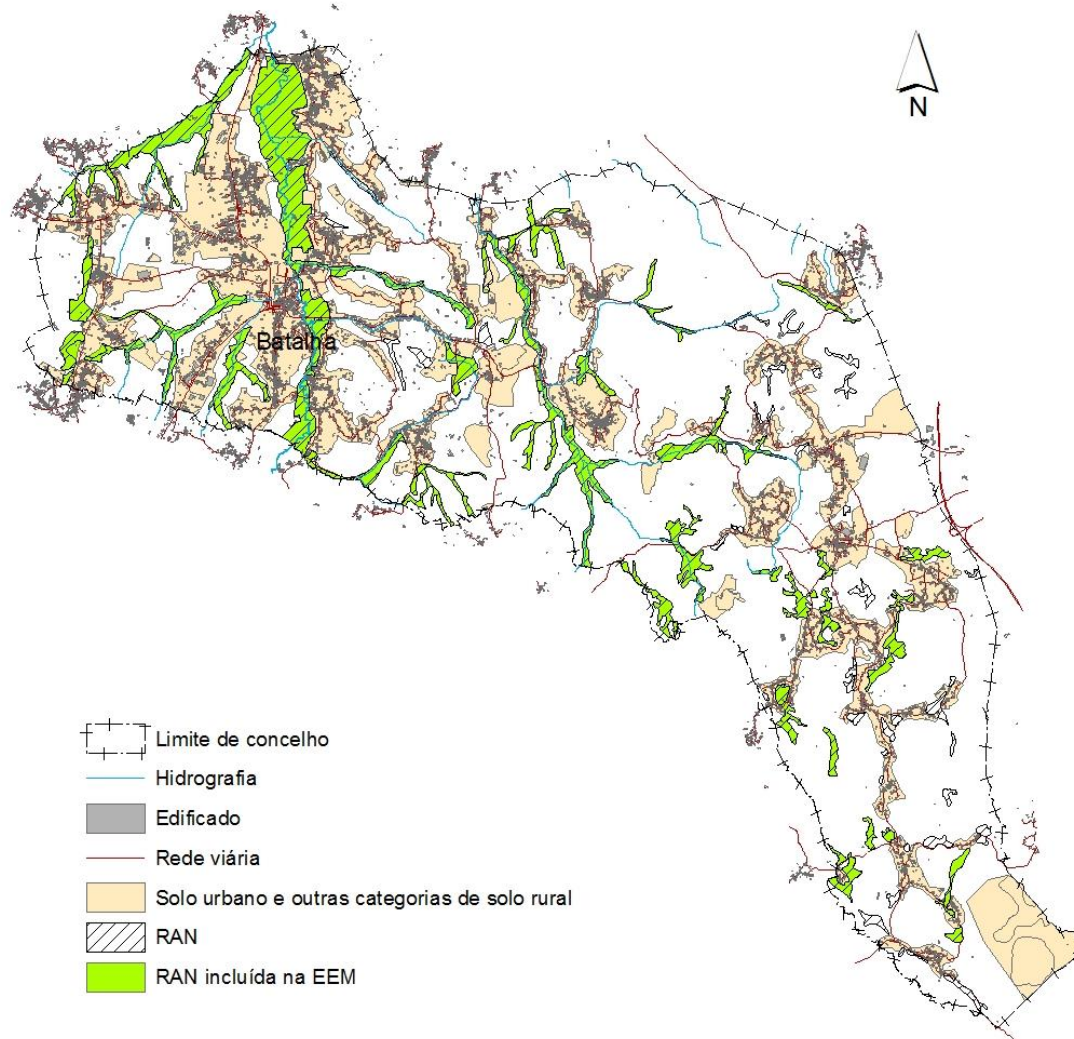 N
Batalha
Limite de concelho
Hidrografia
Edificado
Rede viária
Solo urbano e outras categorias de solo rural
RAN
RAN incluída na EEM